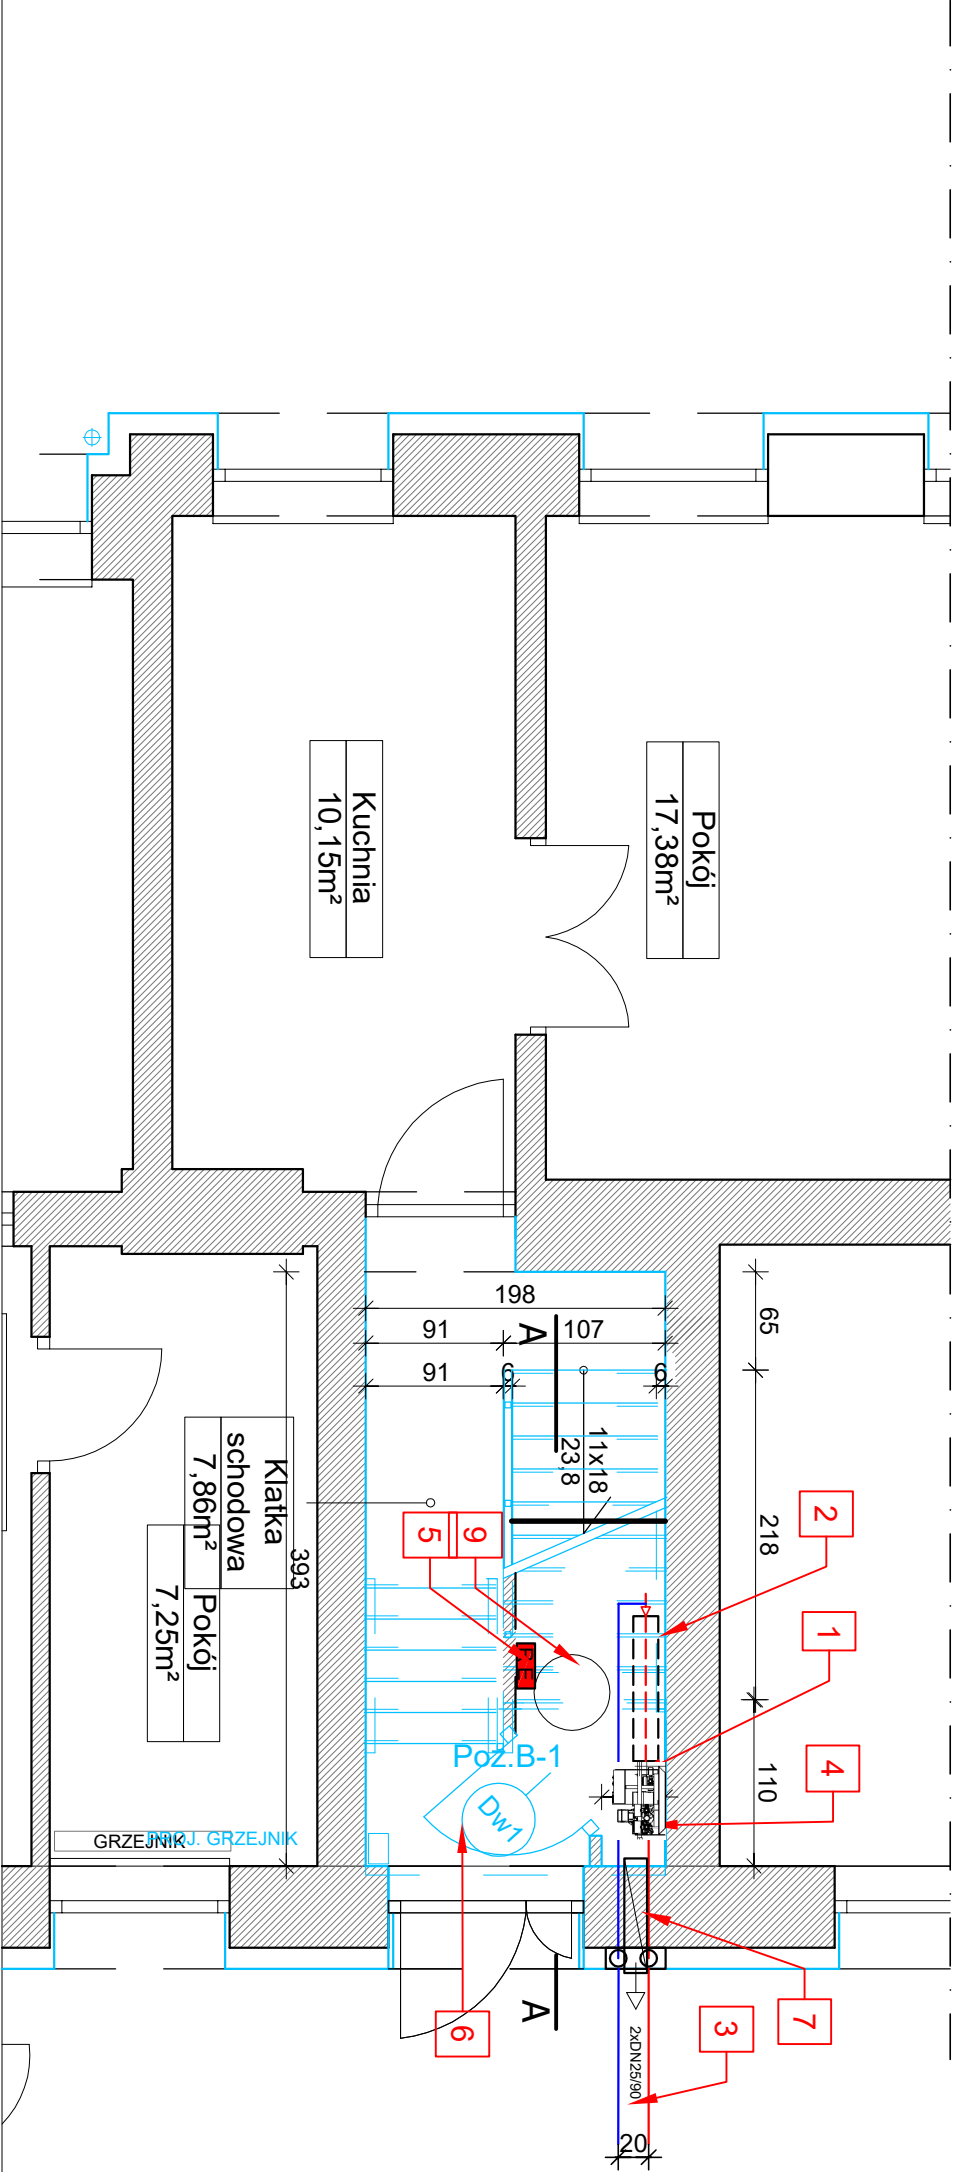 Pokój
17,38m²
Kuchnia
10,15m²
198
91
107
A
91
6
6
65
11x18
23,8
218
2
Klatka
schodowa
7,86m²
393
5
9
1
Pokój
7,25m²
P.E
Poz.B-1
110
4
Dw1
GRZEJNIK
PROJ. GRZEJNIK
A
7
6
3
2xDN25/90
20